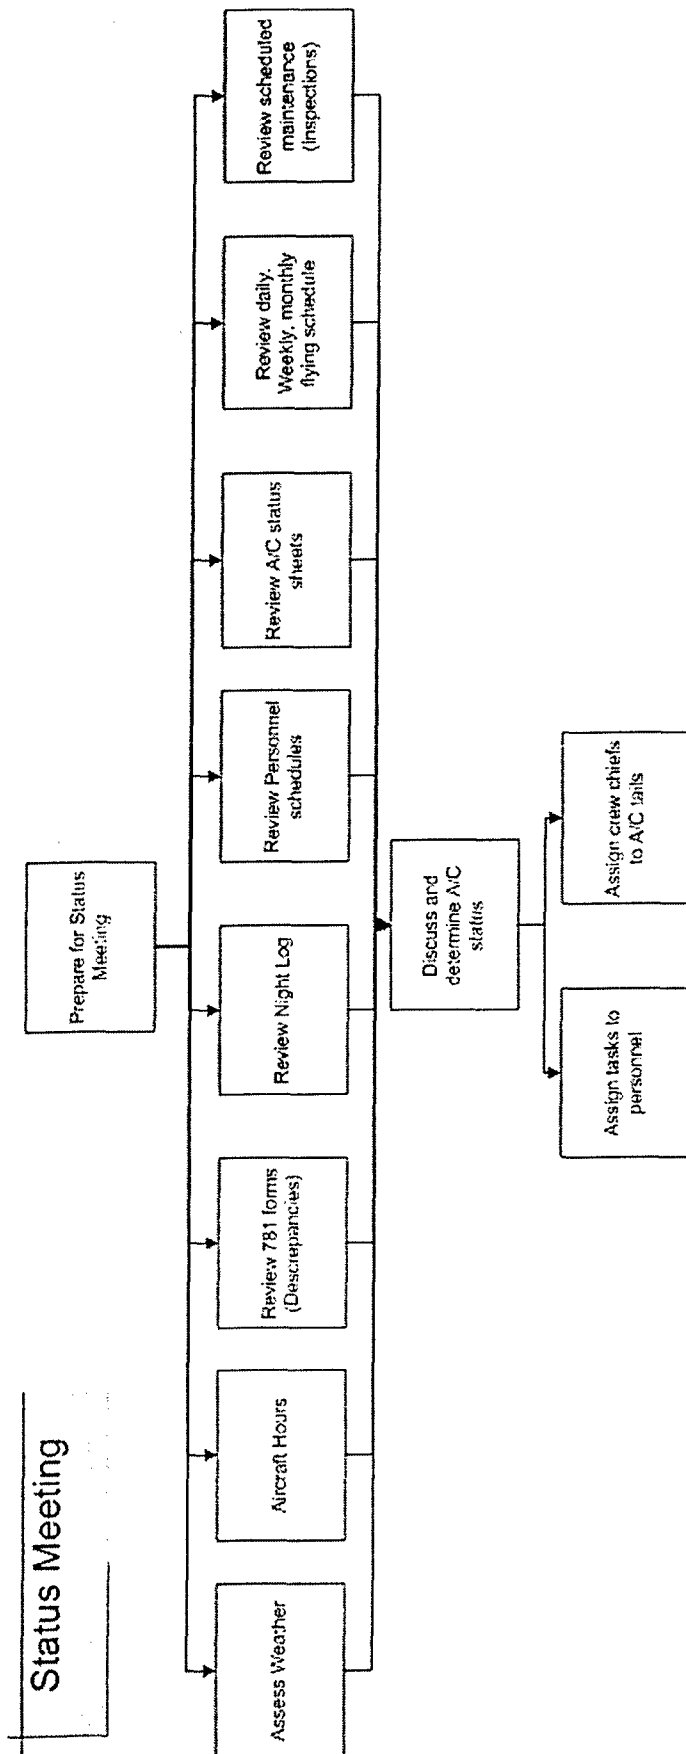 Status Meeting
Prepare for Status
Meeting
Assess Weather
Aircraft Hours
Review 781 forms
(Descrepancies)
Review Night Log
Review Personnel
schedules
Review A/C status
sheets
Review daily,
Weekly, monthly
flying schedule
Review scheduled
maintenance
(Inspections)
Discuss and
determine A/C
status
Assign tasks to
personnel
Assign crew chiefs
to A/C tails